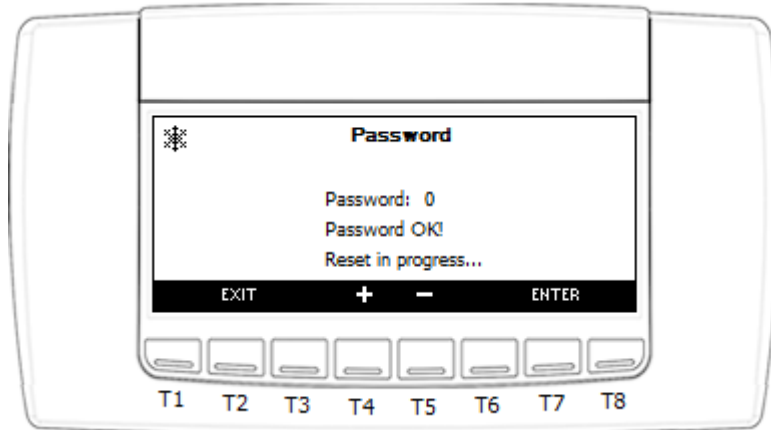 Password
Password: 0
Password OK!
Reset in progress...
EXIT + − ENTER
T1 T2 T3 T4 T5 T6 T7 T8